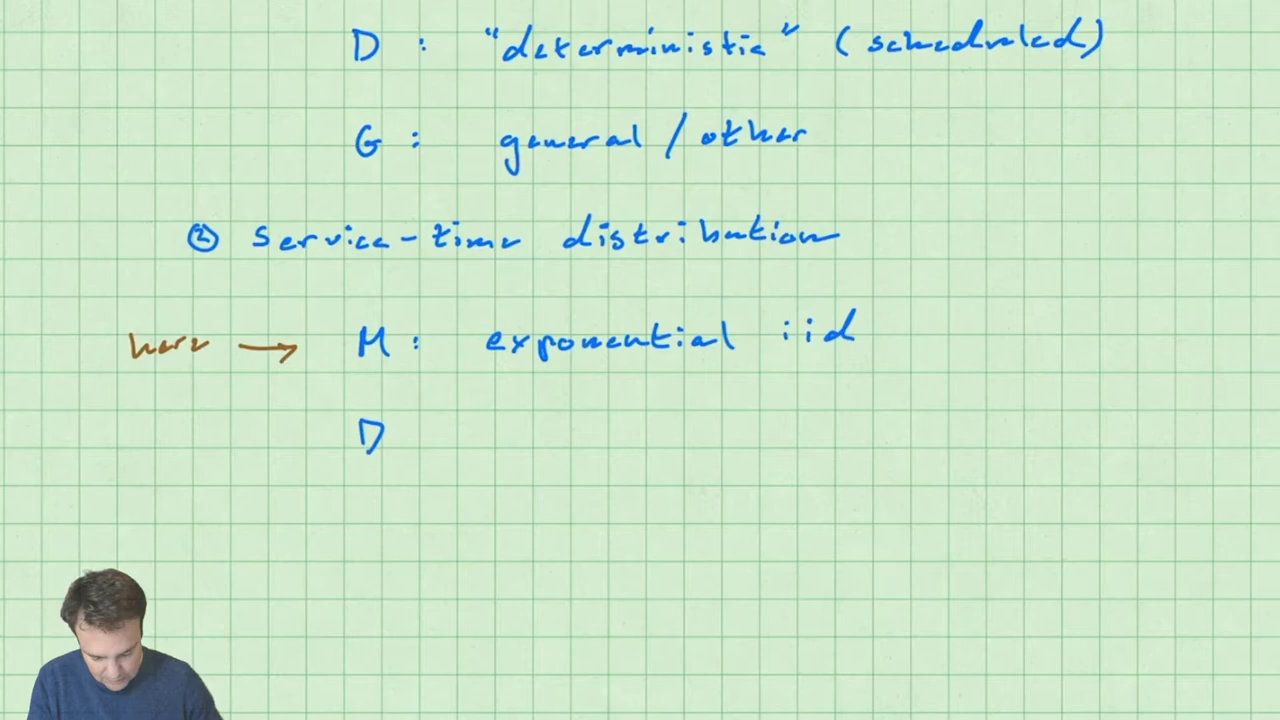 D : "deterministic" (scheduled)
G : general / other
② service-time distribution
here → M : exponential iid
D